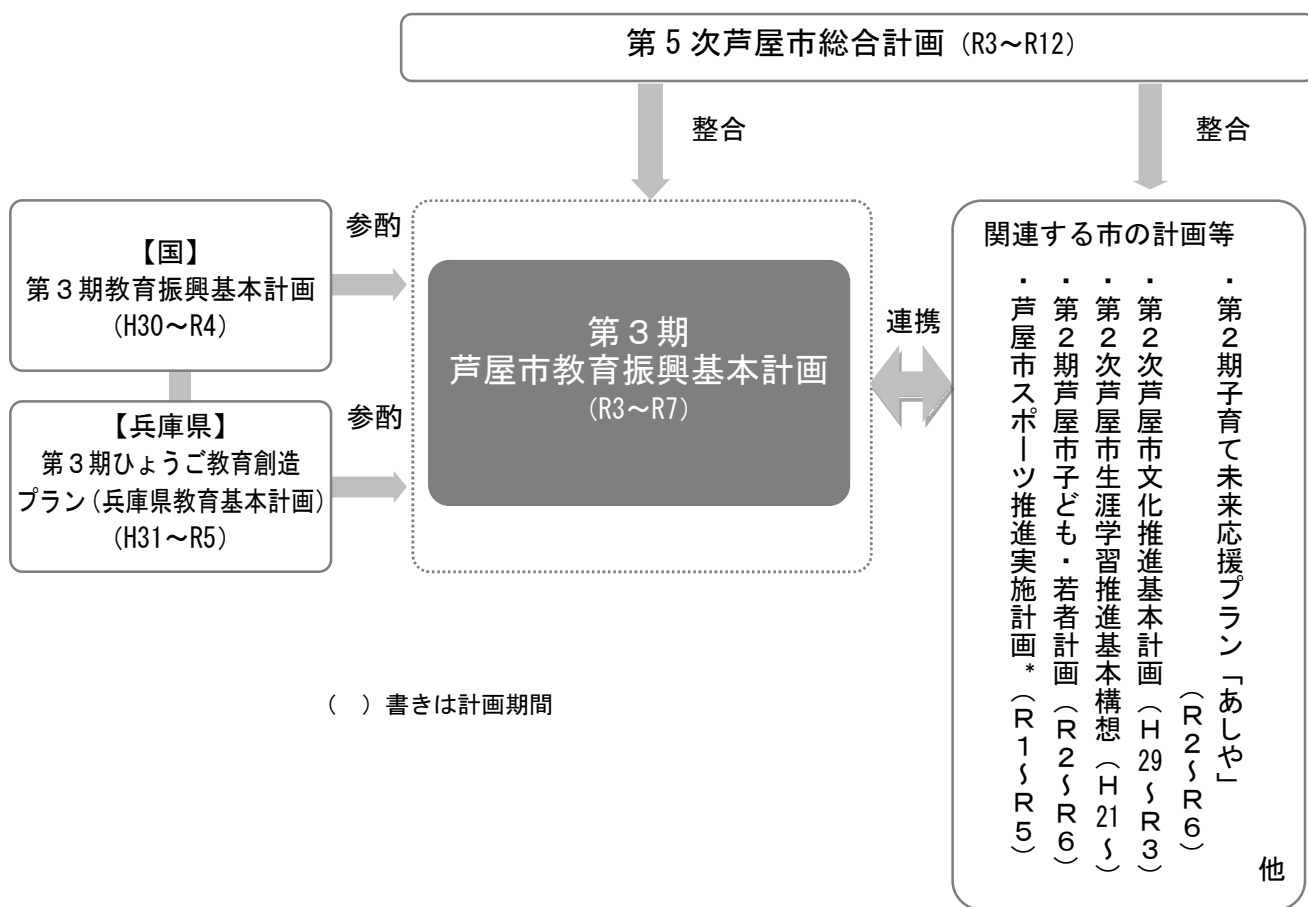 第5次芦屋市総合計画（R3～R12）
整合
整合
【国】
第３期教育振興基本計画
(H30～R4)
参酌
【兵庫県】
第３期ひょうご教育創造
プラン(兵庫県教育基本計画)
(H31～R5)
参酌
第３期
芦屋市教育振興基本計画
(R3～R7)
連携
関連する市の計画等
・第２期子育て未来応援プラン「あしや」
（Ｒ２～Ｒ６）
・第２次芦屋市文化推進基本計画（Ｈ29～Ｒ３）
・第２次芦屋市生涯学習推進基本構想（Ｈ21～）
・第２期芦屋市子ども・若者計画（Ｒ２～Ｒ６）
・芦屋市スポーツ推進実施計画*（Ｒ１～Ｒ５）
他
（　）書きは計画期間